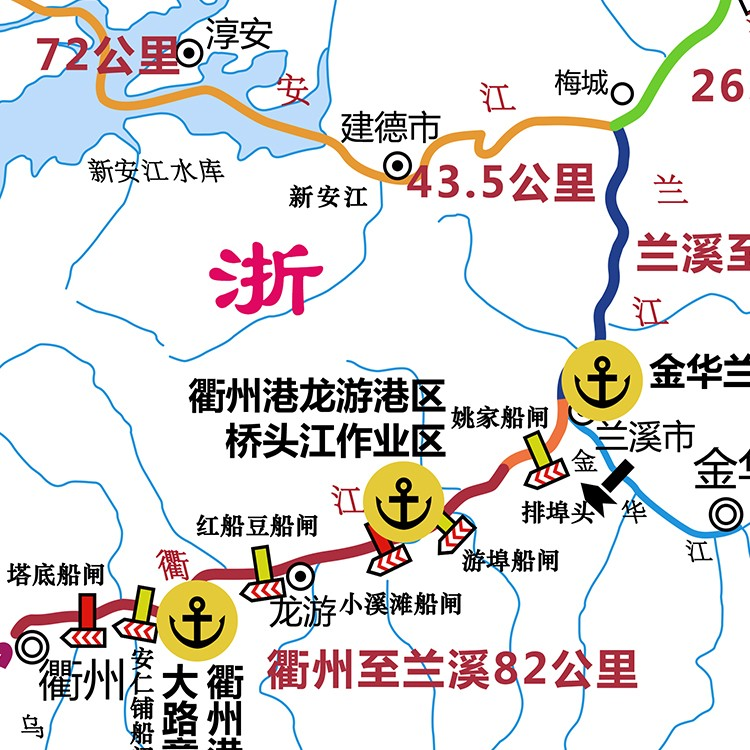 淳安
72公里
安
江
梅城
26
建德市
新安江水库
新安江
43.5公里
兰
兰溪至
浙
江
金华兰
衢州港龙游港区
桥头江作业区
姚家船闸
兰溪市
金
金华
江
排埠头
华
红船豆船闸
游埠船闸
江
塔底船闸
衢
龙游
小溪滩船闸
衢州
安仁铺船闸
大路章
衢州港
衢州至兰溪82公里
乌